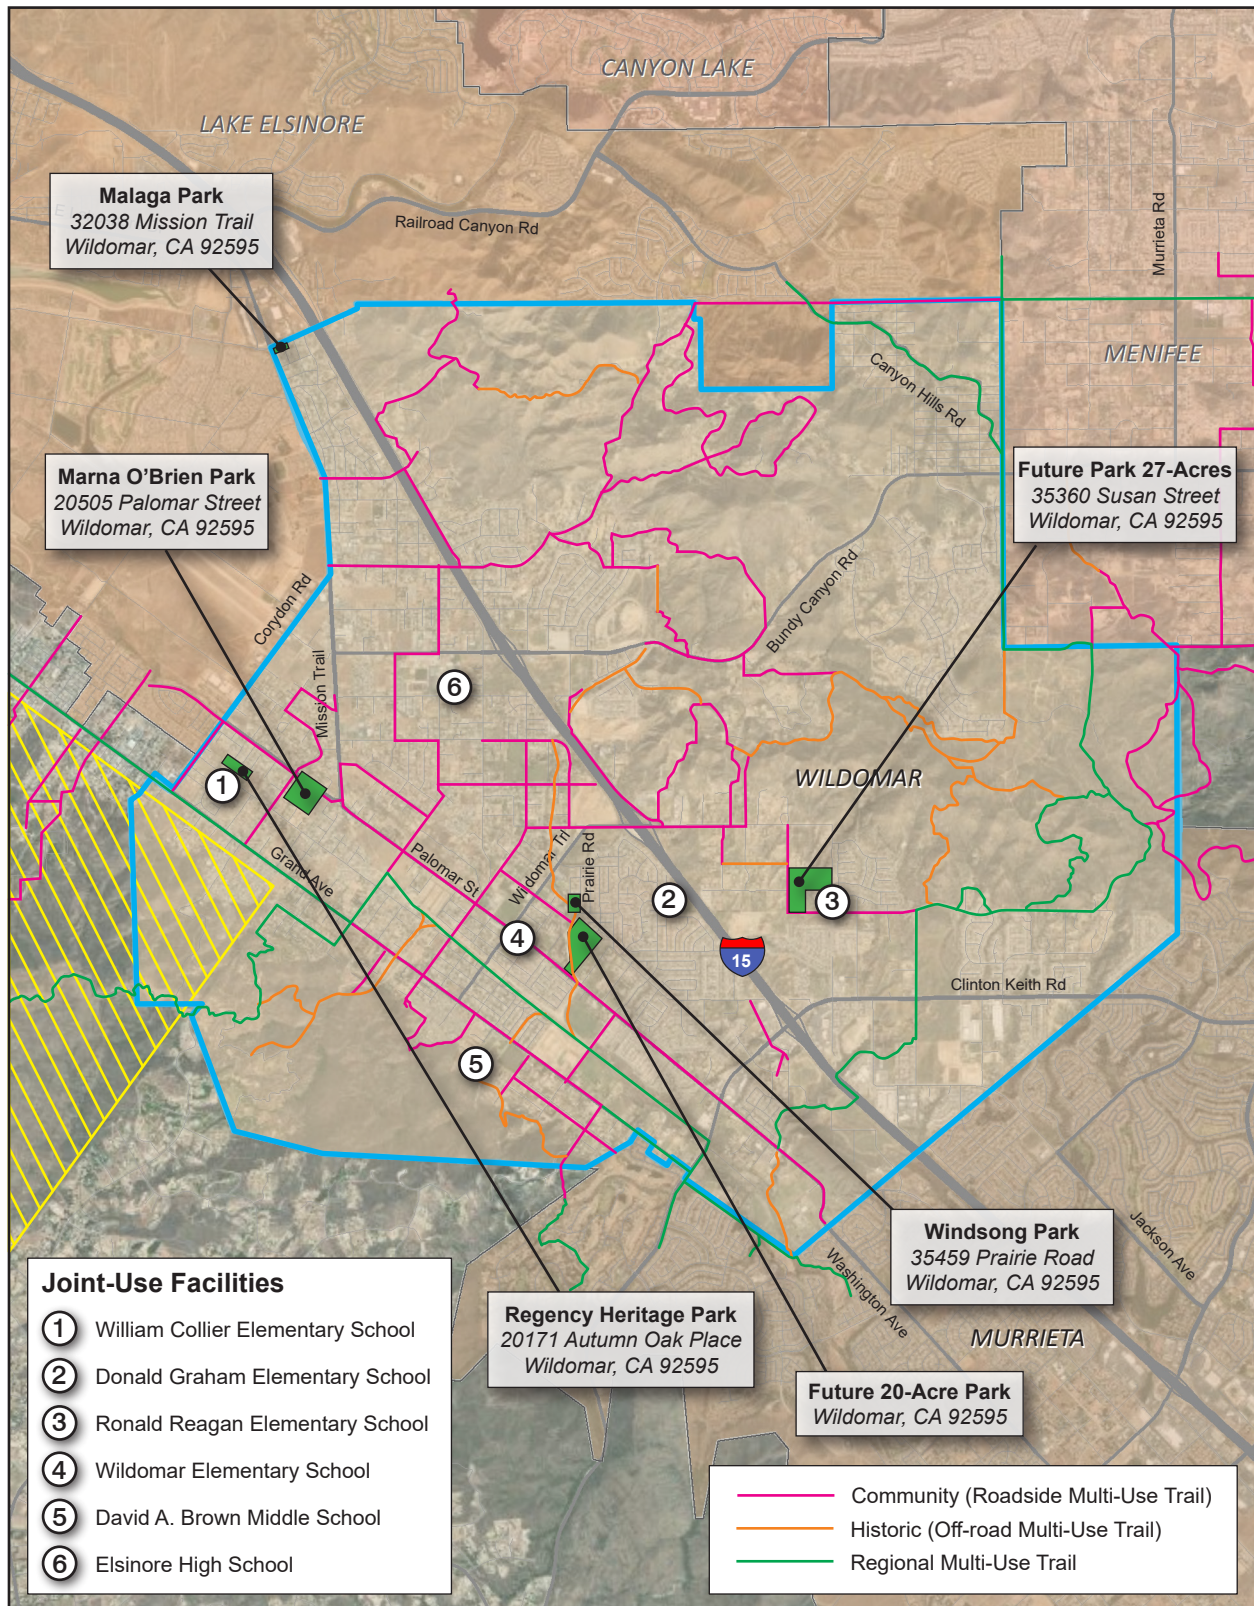 CANYON LAKE
LAKE ELSINORE
Malaga Park
32038 Mission Trail
Wildomar, CA 92595
Railroad Canyon Rd
Murrieta Rd
MENIFEE
Canyon Hills Rd
Marna O'Brien Park
20505 Palomar Street
Wildomar, CA 92595
Future Park 27-Acres
35360 Susan Street
Wildomar, CA 92595
Corydon Rd
Bundy Canyon Rd
Mission Trail
6
WILDOMAR
1
Grand Ave
Palomar St
Wildomar Trl
Prairie Rd
2
3
4
15
Clinton Keith Rd
5
Windsong Park
35459 Prairie Road
Wildomar, CA 92595
Jackson Ave
Washington Ave
MURRIETA
Regency Heritage Park
20171 Autumn Oak Place
Wildomar, CA 92595
Future 20-Acre Park
Wildomar, CA 92595
Joint-Use Facilities
1 William Collier Elementary School
2 Donald Graham Elementary School
3 Ronald Reagan Elementary School
4 Wildomar Elementary School
5 David A. Brown Middle School
6 Elsinore High School
Community (Roadside Multi-Use Trail)
Historic (Off-road Multi-Use Trail)
Regional Multi-Use Trail